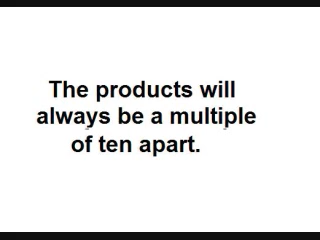 The products will
always be a multiple
of ten apart.